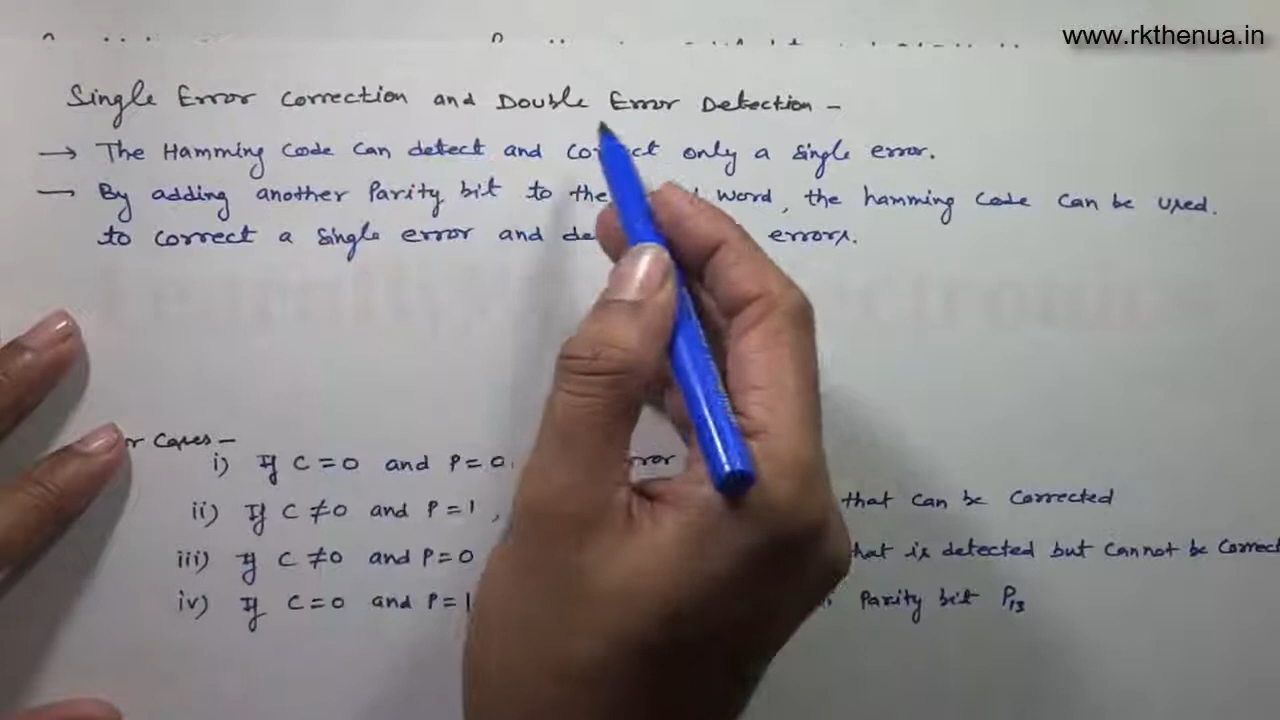 www.rkthenua.in
Single Error Correction and Double Error Detection -
→ The Hamming Code Can detect and correct only a single error.
— By adding another Parity bit to the word, the hamming Code Can be used.
to correct a single error and errors.
Cases -
i) If C = 0 and P = 0
ii) If C ≠ 0 and P = 1, that can be Corrected
iii) If C ≠ 0 and P = 0 that is detected but Cannot be Correct
iv) If C = 0 and P = 1 Parity bit P13